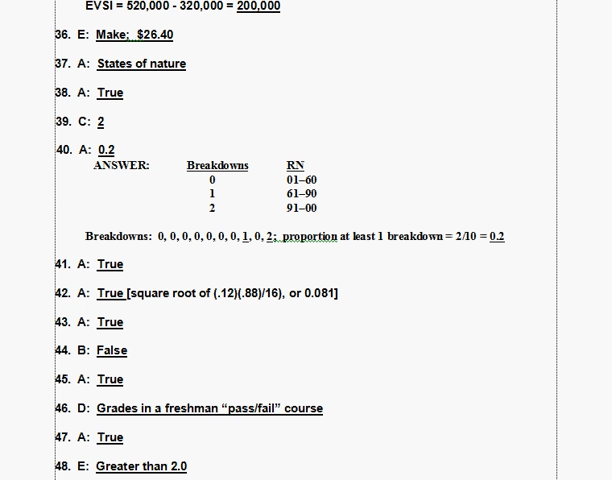 EVSI = 520,000 - 320,000 = 200,000
36. E: Make; $26.40
37. A: States of nature
38. A: True
39. C: 2
40. A: 0.2
ANSWER: Breakdowns RN
0 01–60
1 61–90
2 91–00
Breakdowns: 0, 0, 0, 0, 0, 0, 0, 1, 0, 2; proportion at least 1 breakdown = 2/10 = 0.2
41. A: True
42. A: True [square root of (.12)(.88)/16), or 0.081]
43. A: True
44. B: False
45. A: True
46. D: Grades in a freshman “pass/fail” course
47. A: True
48. E: Greater than 2.0